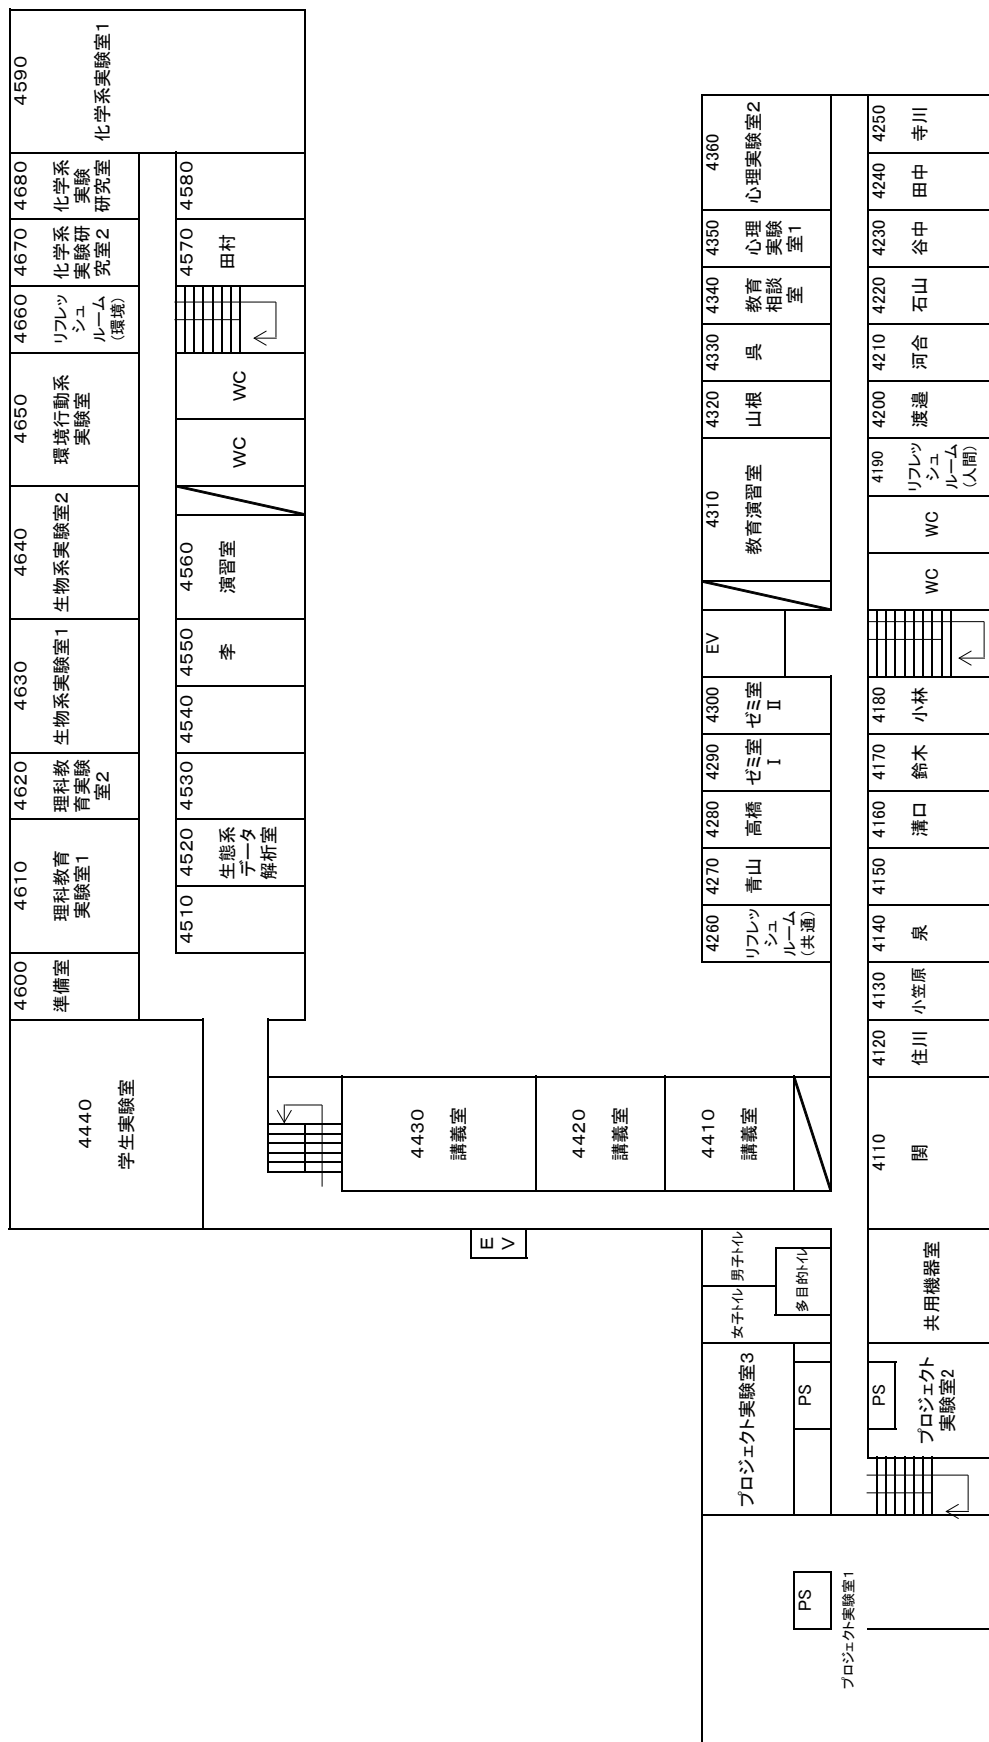 4590
化学系実験室1
4680
化学系
実験
研究室
4670
化学系
実験研
究室2
4660
リフレッ
シュ
ルーム
(環境)
4650
環境行動系
実験室
4640
生物系実験室2
4630
生物系実験室1
4620
理科教
育実験
室2
4610
理科教育
実験室1
4600
準備室
4580
4570
田村
WC
WC
4560
演習室
4550
李
4540
4530
4520
生態系
データ
解析室
4510
4440
学生実験室
4430
講義室
4420
講義室
4410
講義室
EV
4360
心理実験室2
4350
心理
実験
室1
4340
教育
相談
室
4330
呉
4320
山根
4310
教育演習室
EV
4300
ゼミ室
Ⅱ
4290
ゼミ室
Ⅰ
4280
高橋
4270
青山
4260
リフレッ
シュ
ルーム
(共通)
4250
寺川
4240
田中
4230
谷中
4220
石山
4210
河合
4200
渡邉
4190
リフレッ
シュ
ルーム
(人間)
WC
WC
4180
小林
4170
鈴木
4160
溝口
4150
4140
泉
4130
小笠原
4120
住川
4110
関
男子トイレ
女子トイレ
多目的トイレ
共用機器室
プロジェクト実験室3
PS
PS
プロジェクト
実験室2
PS
プロジェクト実験室1